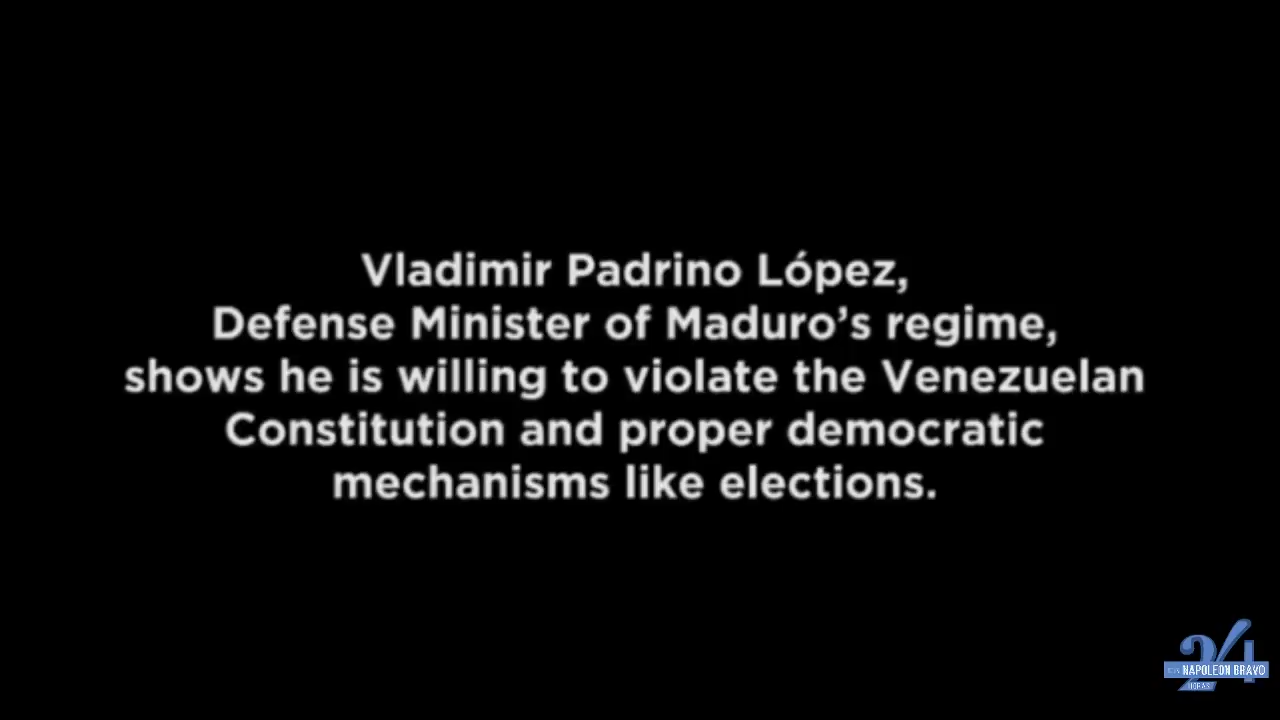 Vladimir Padrino López,
Defense Minister of Maduro's regime,
shows he is willing to violate the Venezuelan
Constitution and proper democratic
mechanisms like elections.
24
NAPOLEON BRAVO
HORAS